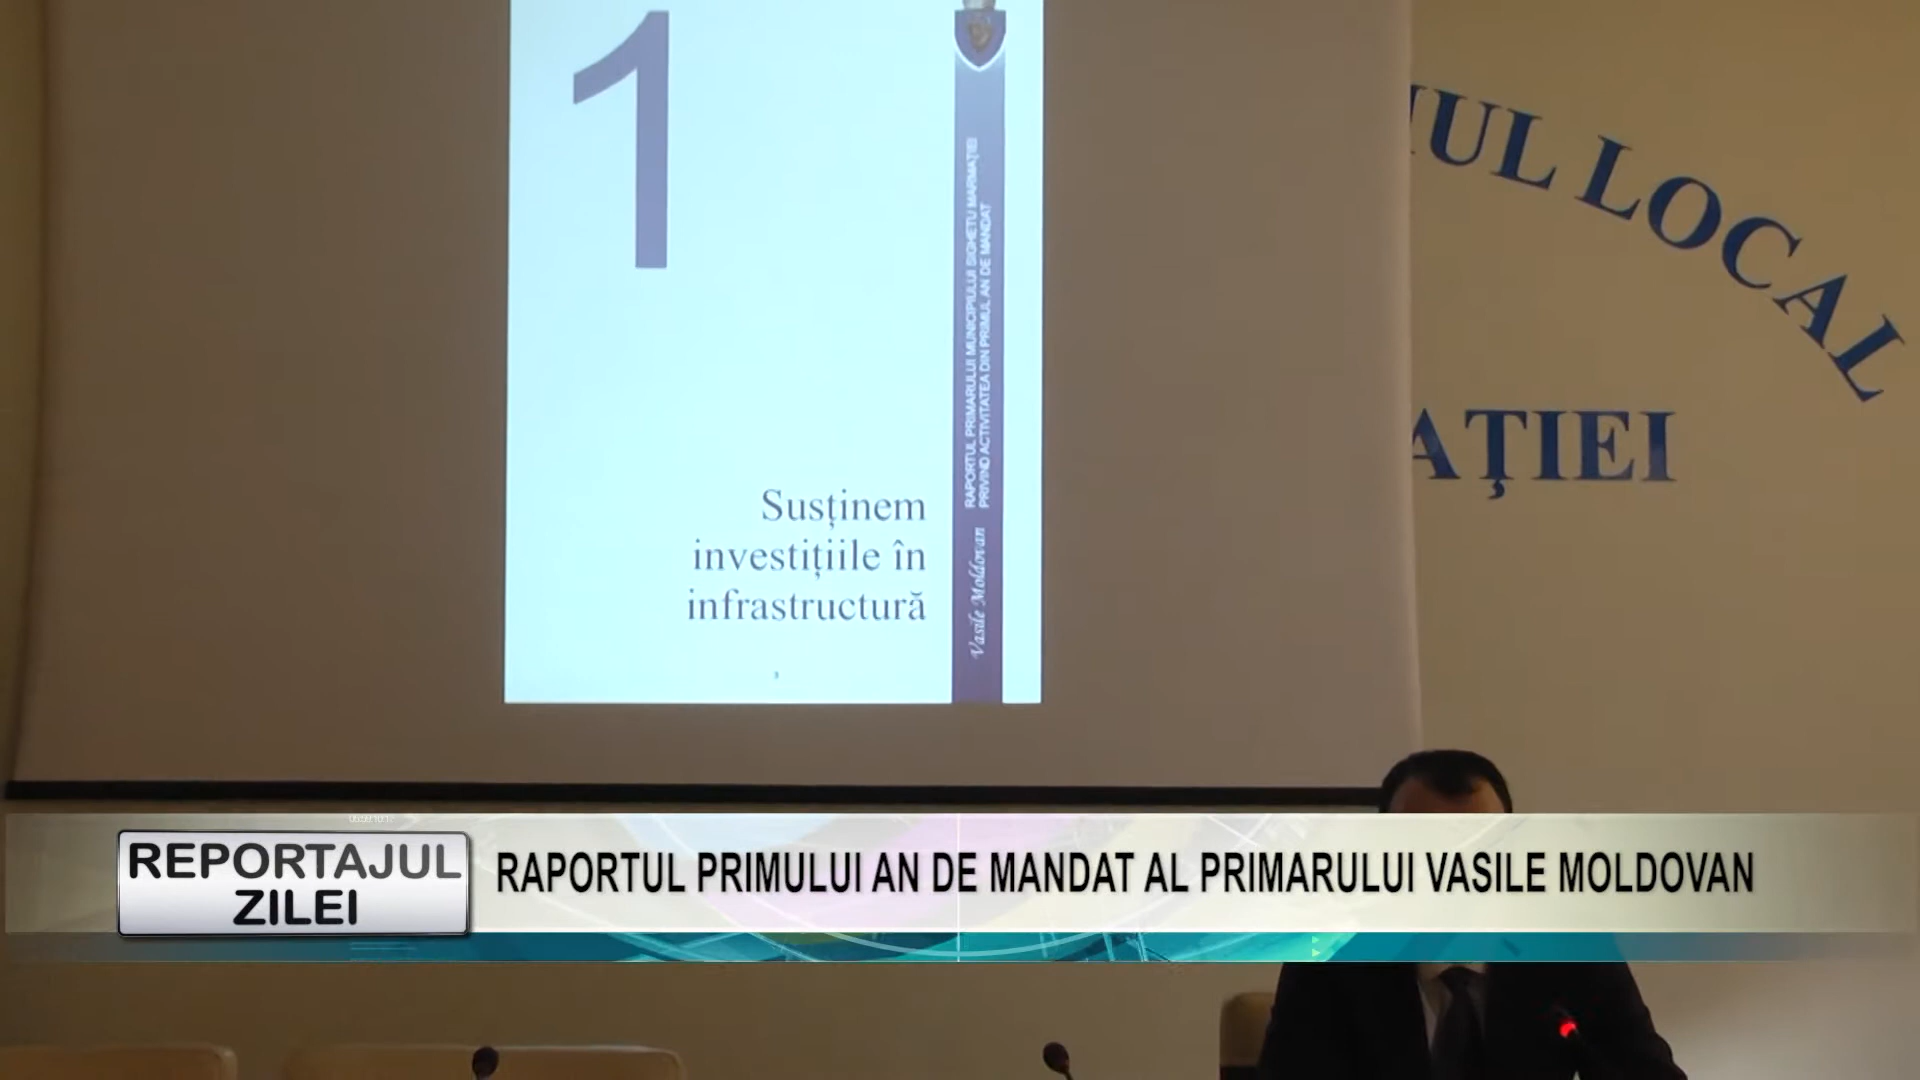 1
RAPORTUL PRIMARULUI MUNICIPIULUI SIGHETU MARMAȚIEI
PRIVIND ACTIVITATEA DIN PRIMUL AN DE MANDAT
Vasile Moldovan
Susținem
investițiile în
infrastructură
IUL LOCAL
AȚIEI
REPORTAJUL
ZILEI
RAPORTUL PRIMULUI AN DE MANDAT AL PRIMARULUI VASILE MOLDOVAN